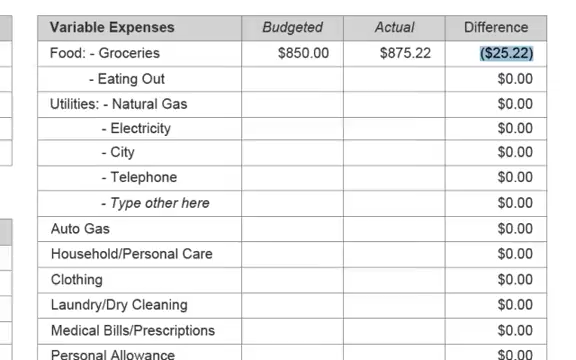 Variable Expenses Budgeted Actual Difference
Food: - Groceries $850.00 $875.22 ($25.22)
- Eating Out $0.00
Utilities: - Natural Gas $0.00
- Electricity $0.00
- City $0.00
- Telephone $0.00
- Type other here $0.00
Auto Gas $0.00
Household/Personal Care $0.00
Clothing $0.00
Laundry/Dry Cleaning $0.00
Medical Bills/Prescriptions $0.00
Personal Allowance $0.00